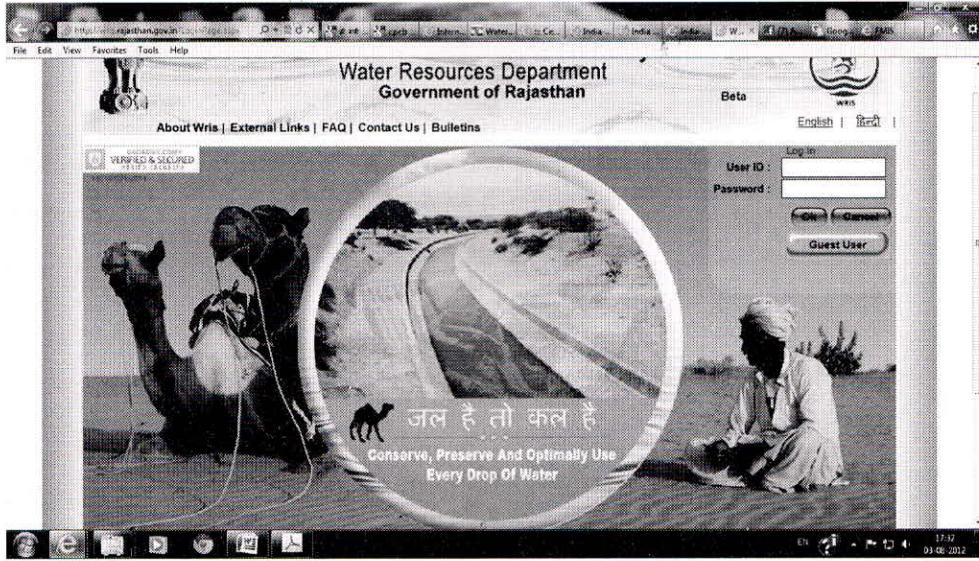 File Edit View Favorites Tools Help
Water Resources Department
Government of Rajasthan
Beta
WRIS
About Wris | External Links | FAQ | Contact Us | Bulletins
English | हिन्दी |
VERIFIED & SECURED
Log In
User ID :
Password :
Ok Cancel
Guest User
जल हैं तो कल हैं
Conserve, Preserve And Optimally Use
Every Drop Of Water
EN
17:37
03-08-2012